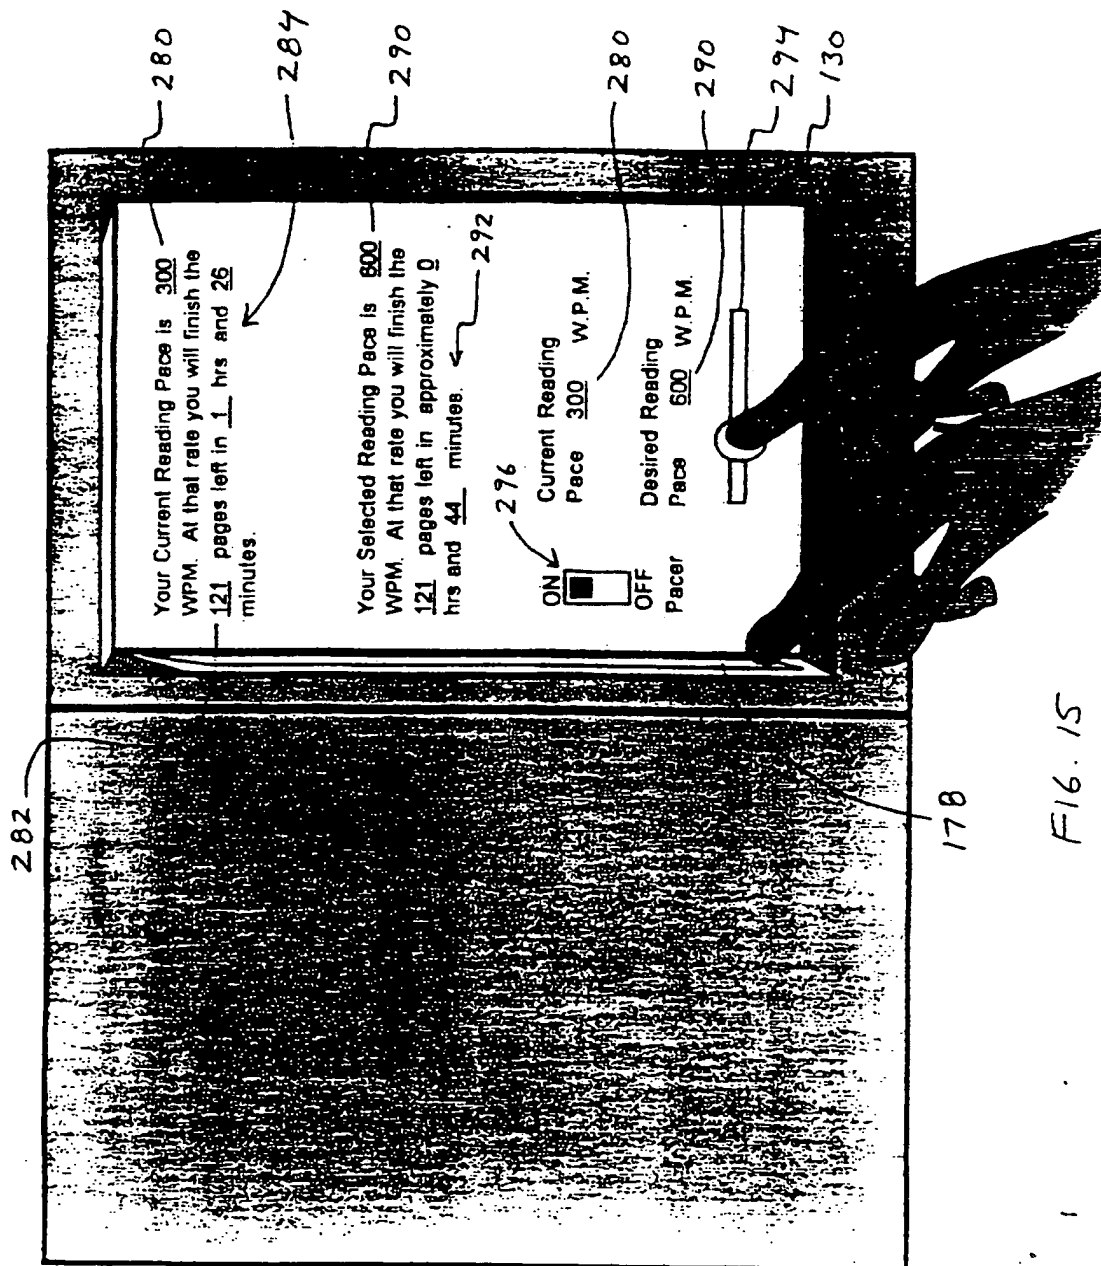 282
Your Current Reading Pace is 300
280
WPM. At that rate you will finish the
121 pages left in 1 hrs and 26
minutes.
284
Your Selected Reading Pace is 600
290
WPM. At that rate you will finish the
121 pages left in approximately 0
hrs and 44 minutes.
292
296
ON
OFF
Pacer
Current Reading
Pace 300 W.P.M.
280
Desired Reading
Pace 600 W.P.M.
290
294
130
178
FIG. 15